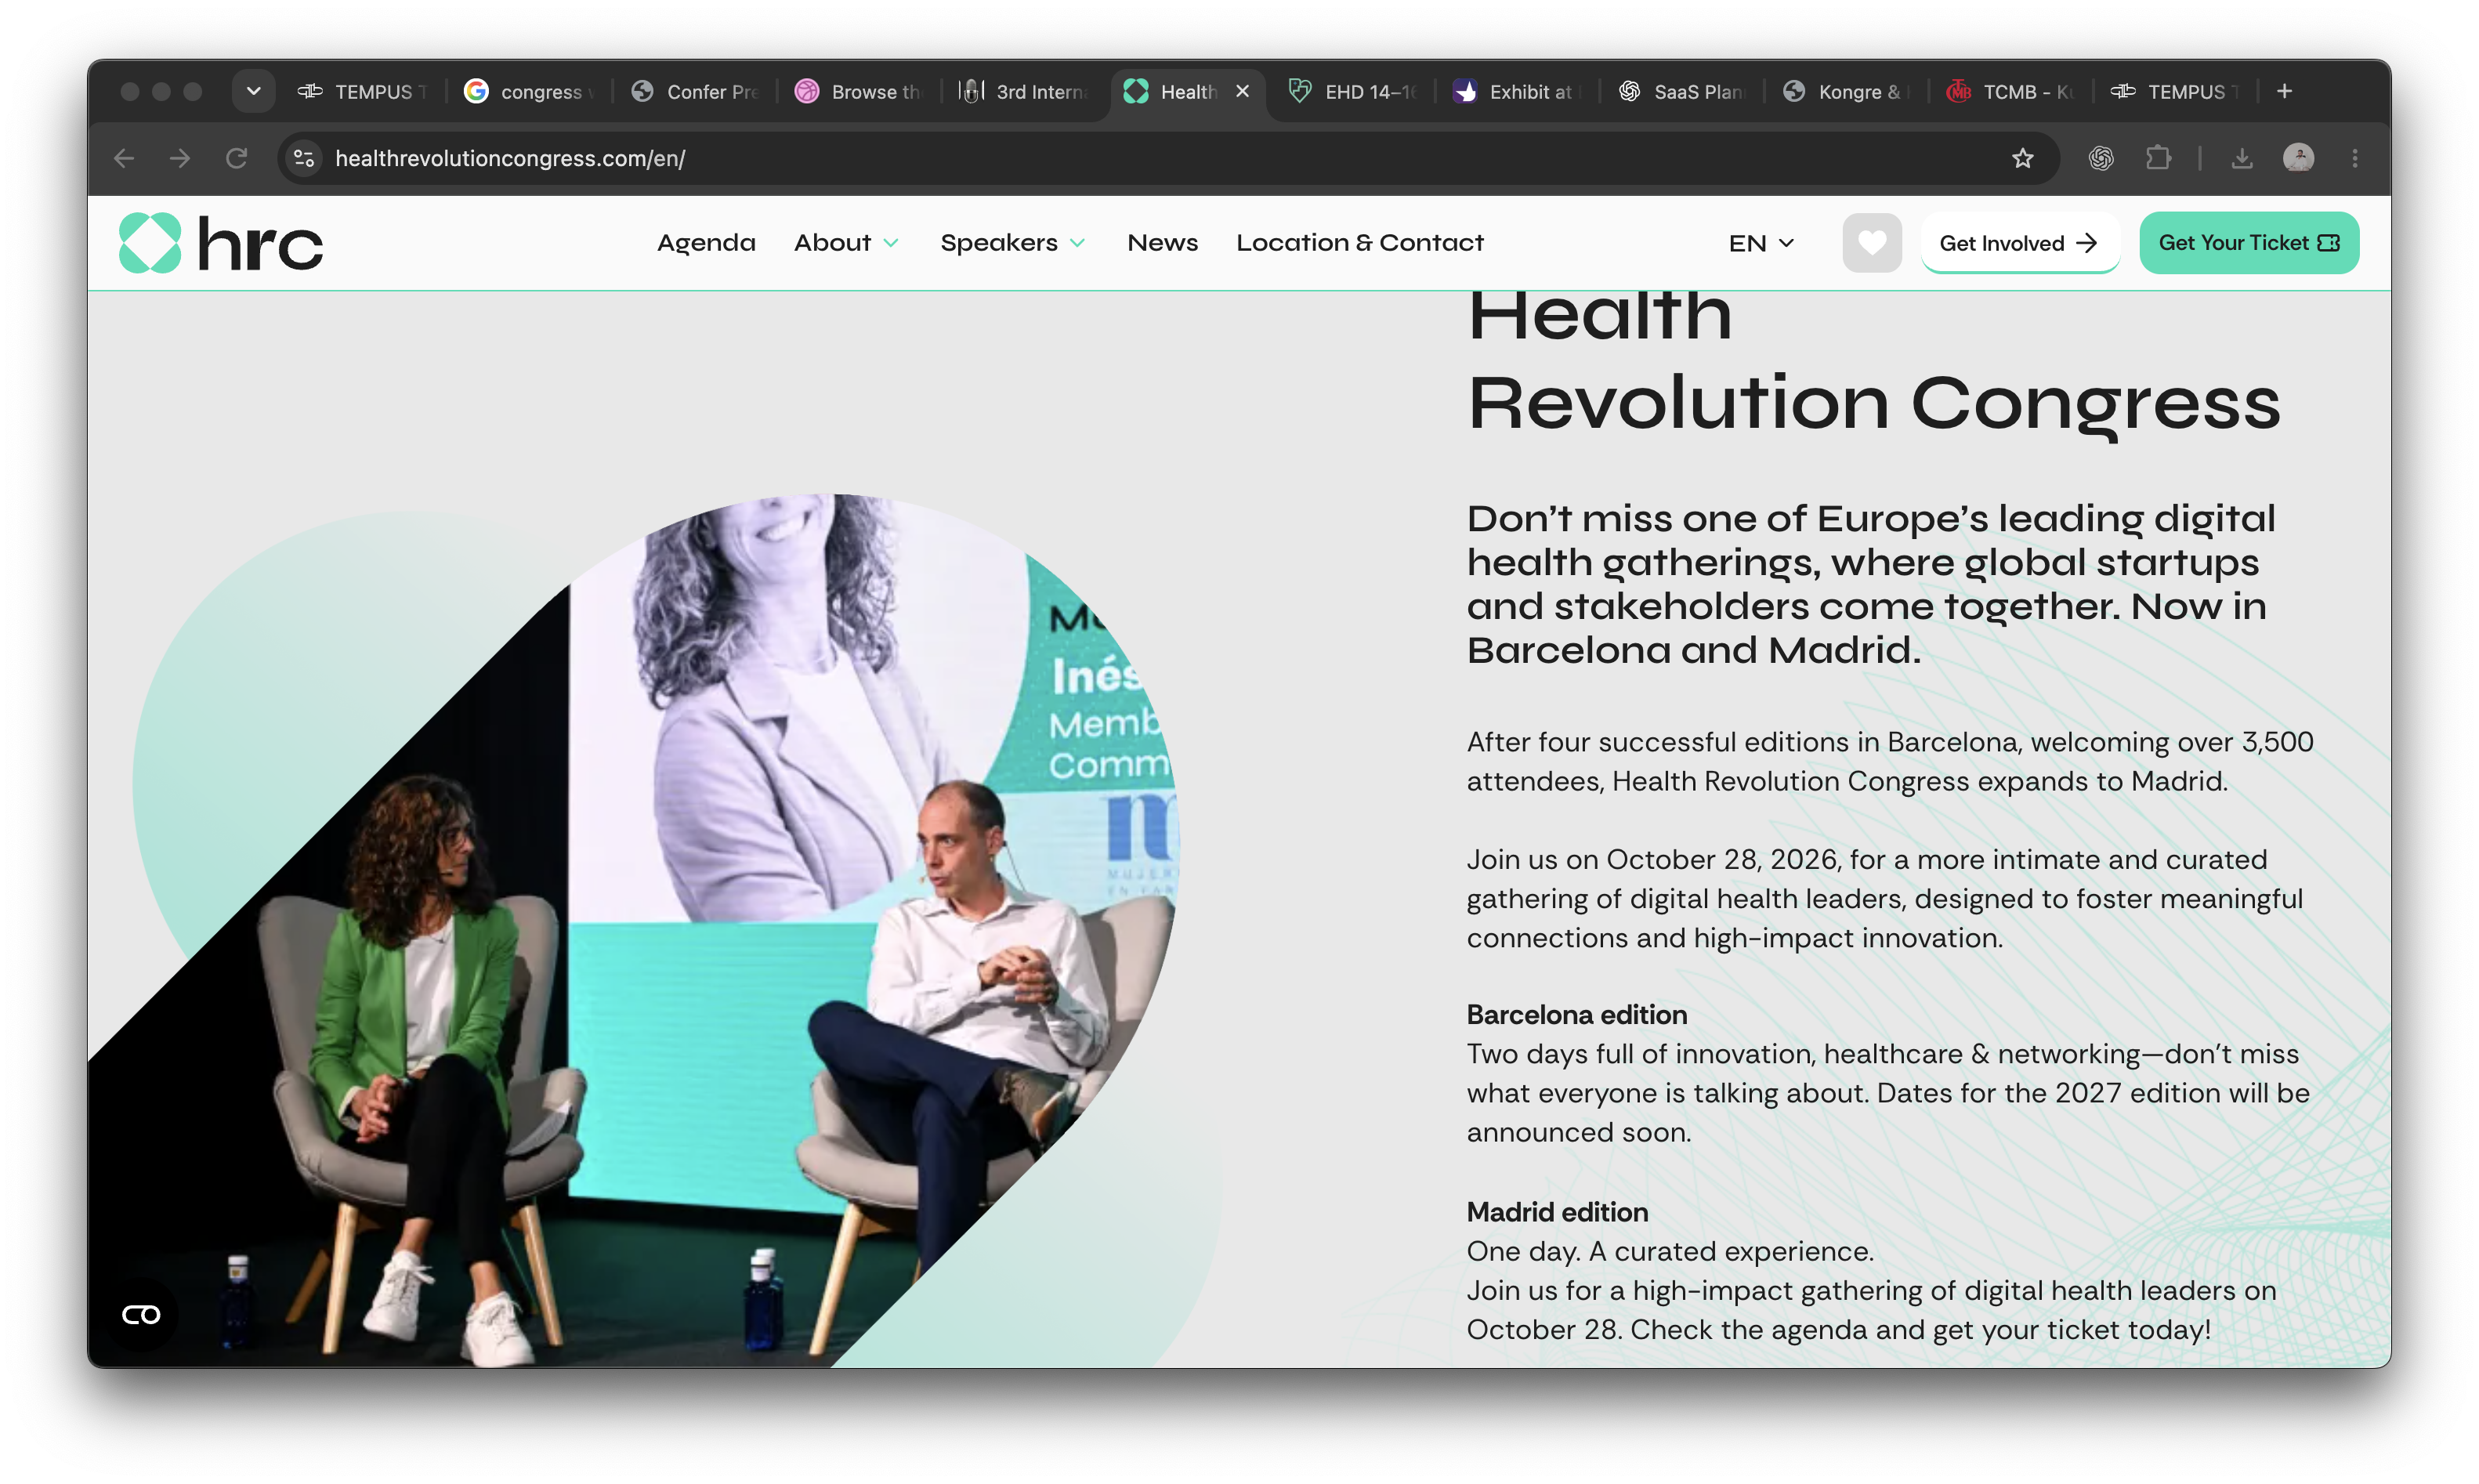 TEMPUS T
congress
Confer Pre
Browse th
3rd Intern
Health
EHD 14–1
Exhibit at
SaaS Plan
Kongre &
TCMB - K
TEMPUS T
healthrevolutioncongress.com/en/
hrc
Agenda
About
Speakers
News
Location & Contact
EN
Get Involved
Get Your Ticket
Health
Revolution Congress
Don’t miss one of Europe’s leading digital
health gatherings, where global startups
and stakeholders come together. Now in
Barcelona and Madrid.
After four successful editions in Barcelona, welcoming over 3,500
attendees, Health Revolution Congress expands to Madrid.
Join us on October 28, 2026, for a more intimate and curated
gathering of digital health leaders, designed to foster meaningful
connections and high-impact innovation.
Barcelona edition
Two days full of innovation, healthcare & networking—don’t miss
what everyone is talking about. Dates for the 2027 edition will be
announced soon.
Madrid edition
One day. A curated experience.
Join us for a high-impact gathering of digital health leaders on
October 28. Check the agenda and get your ticket today!
Inés
Memb
Comm
m
MUJER